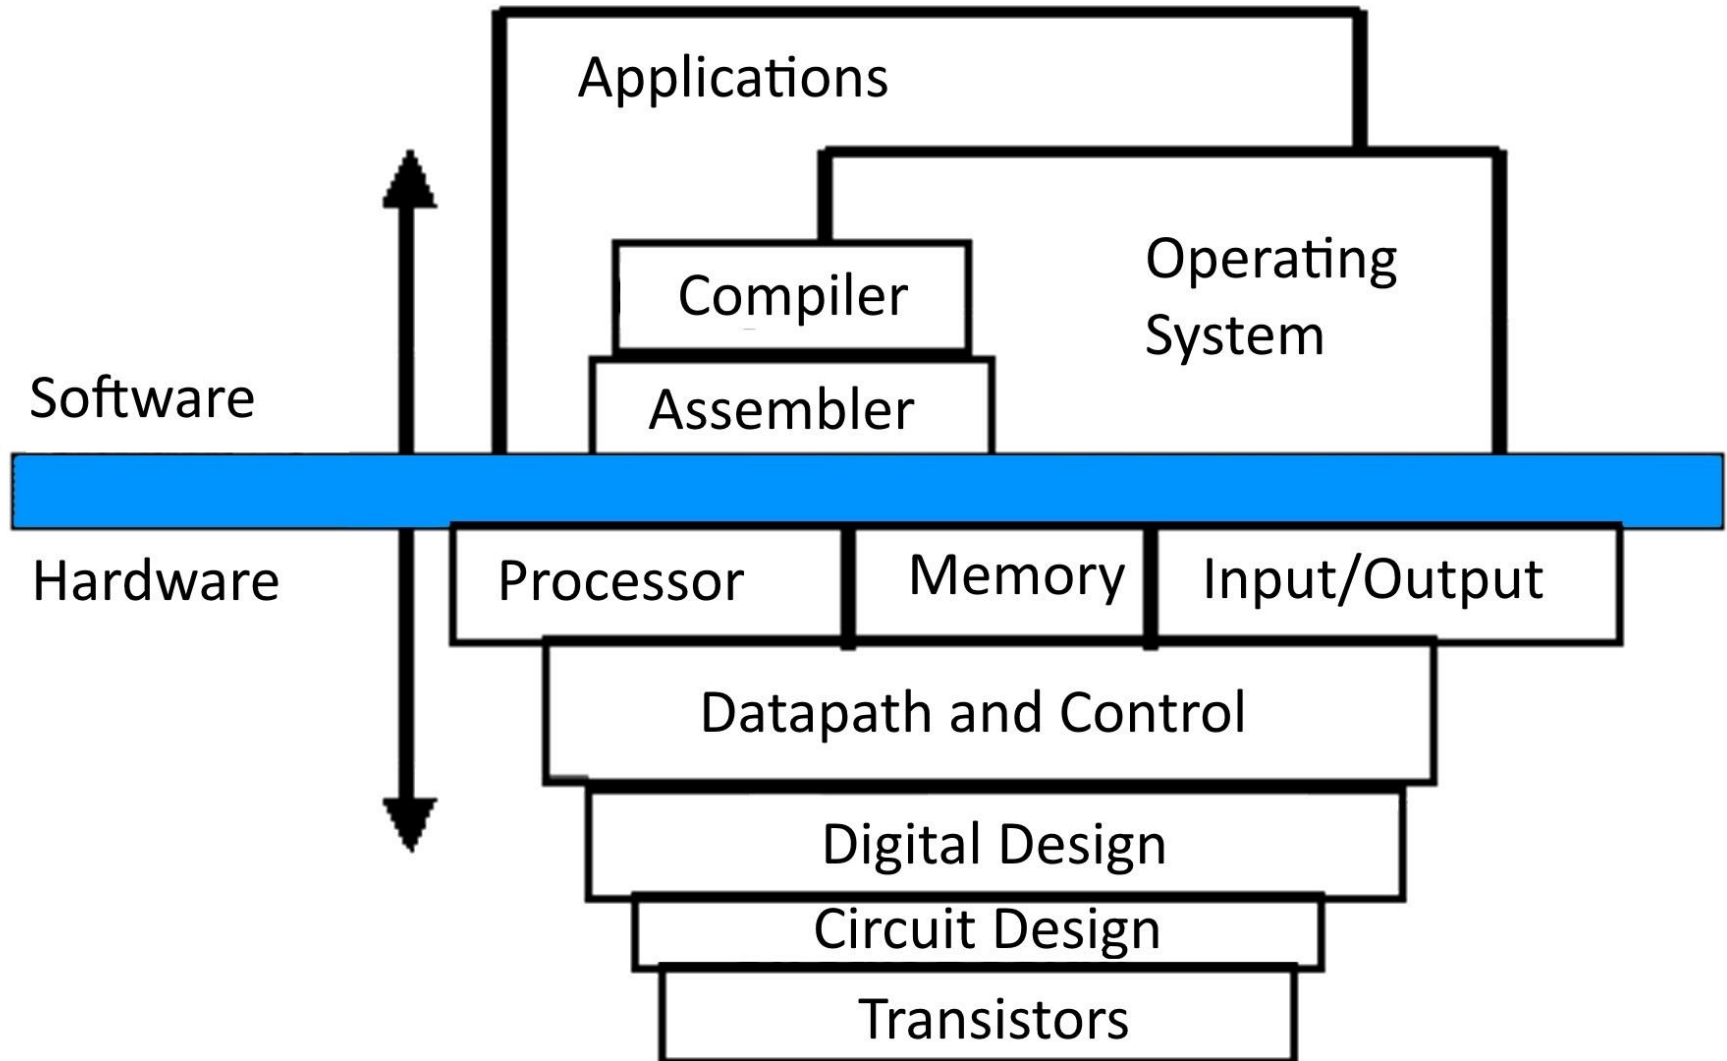 Applications
Operating
System
Compiler
Assembler
Software
Hardware
Processor
Memory
Input/Output
Datapath and Control
Digital Design
Circuit Design
Transistors